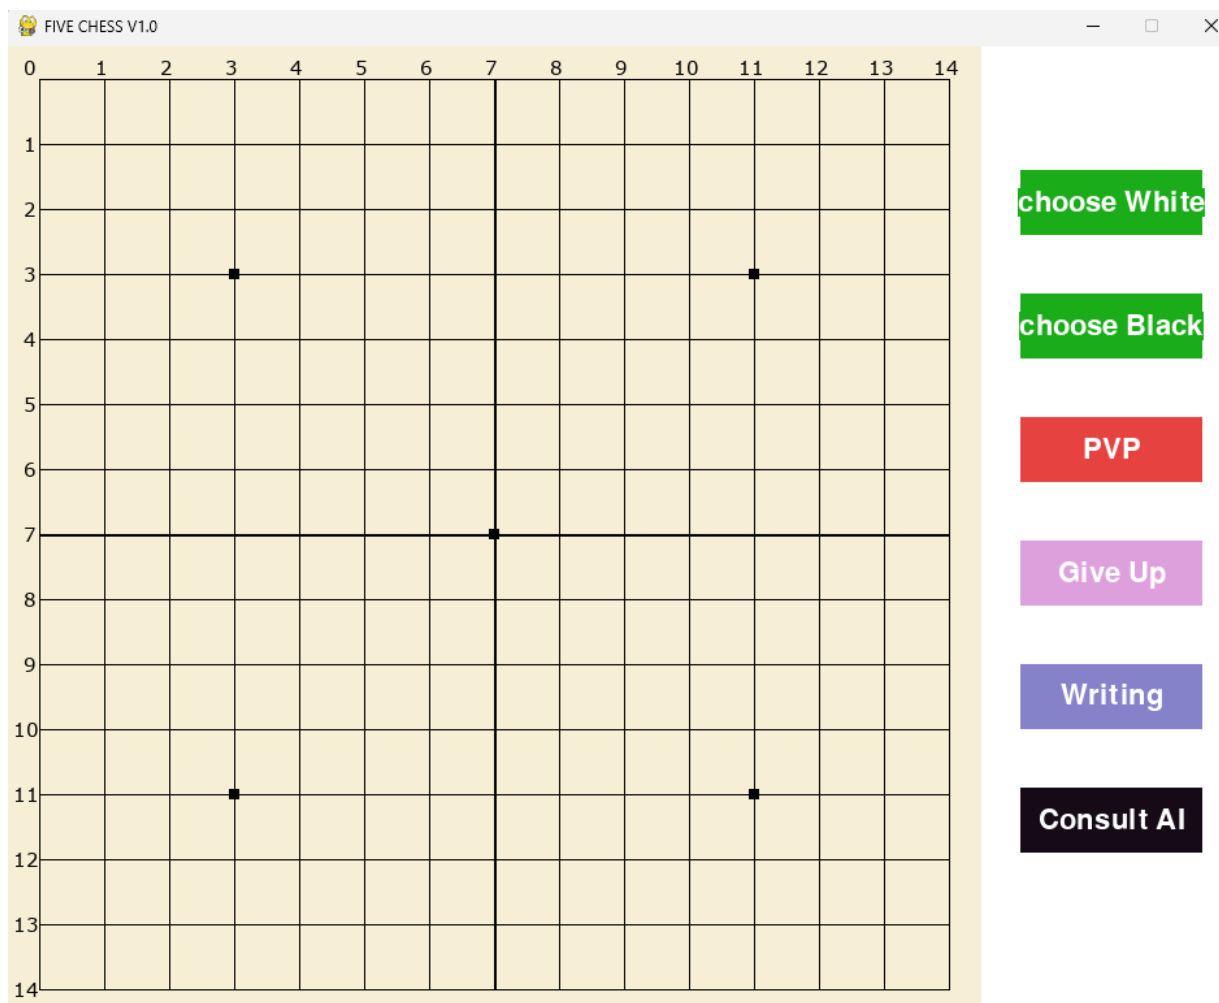 FIVE CHESS V1.0
0 1 2 3 4 5 6 7 8 9 10 11 12 13 14
1
choose White
2
3
choose Black
4
5
PVP
6
7
Give Up
8
9
Writing
10
11
Consult AI
12
13
14